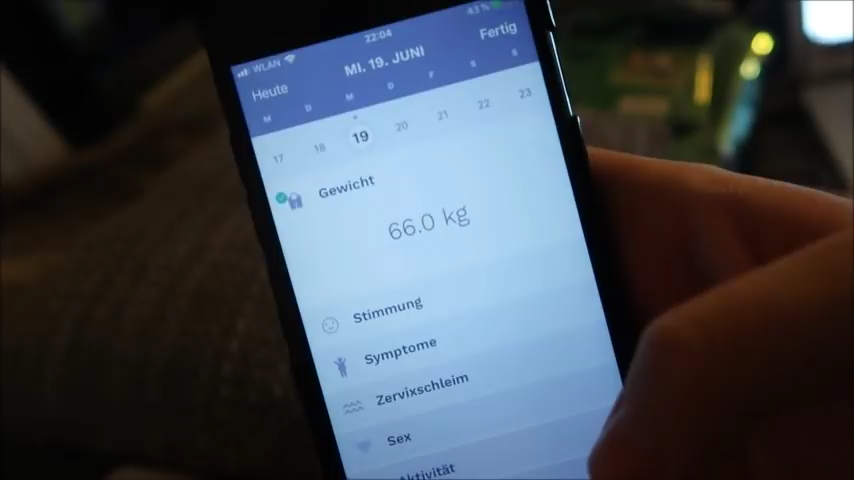 WLAN 22:04 43 %
Heute MI. 19. JUNI Fertig
M D M D F S S
17 18 19 20 21 22 23
Gewicht
66.0 kg
Stimmung
Symptome
Zervixschleim
Sex
Aktivität